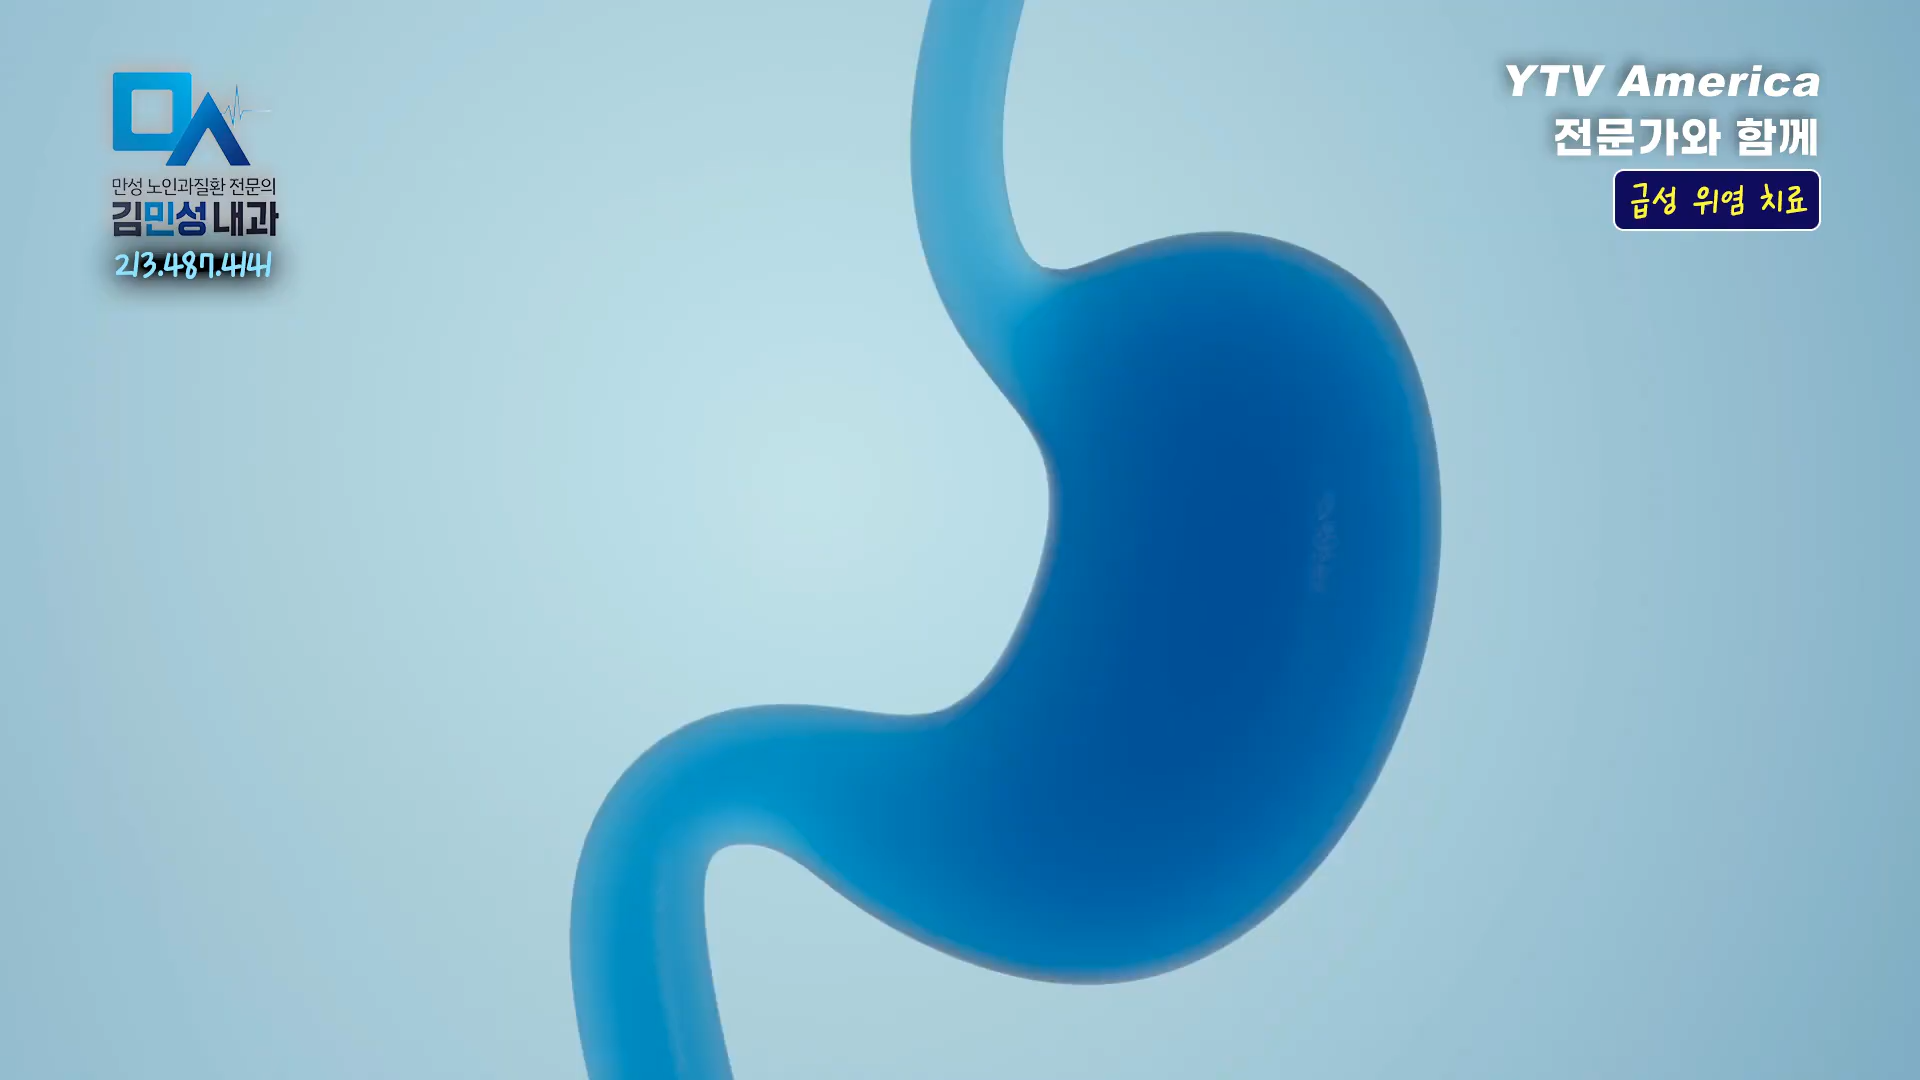 만성 노인과질환 전문의
김민성 내과
213.487.4141
YTV America
전문가와 함께
급성 위염 치료